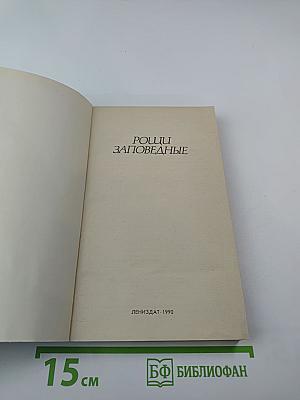 РОЩИ
ЗАПОВЕДНЫЕ
ЛЕНИЗДАТ·1990
15 см
БФ БИБЛИОФАН